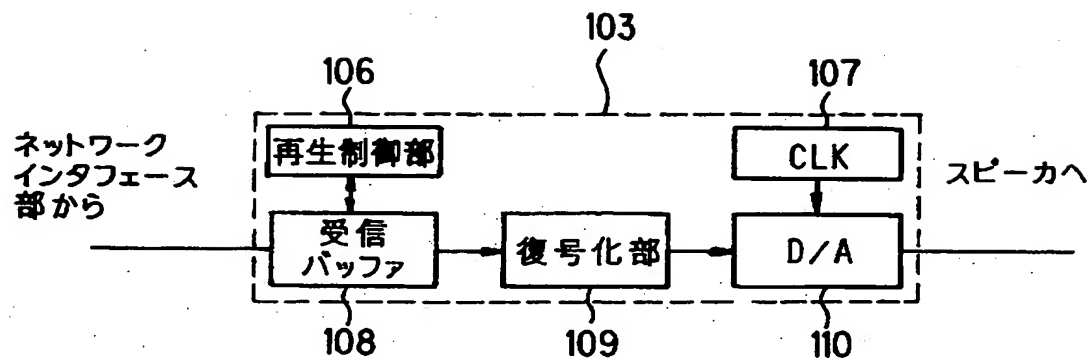 103
106
107
ネットワーク
インタフェース
部から
再生制御部
CLK
スピーカへ
受信
バッファ
復号化部
D/A
108
109
110